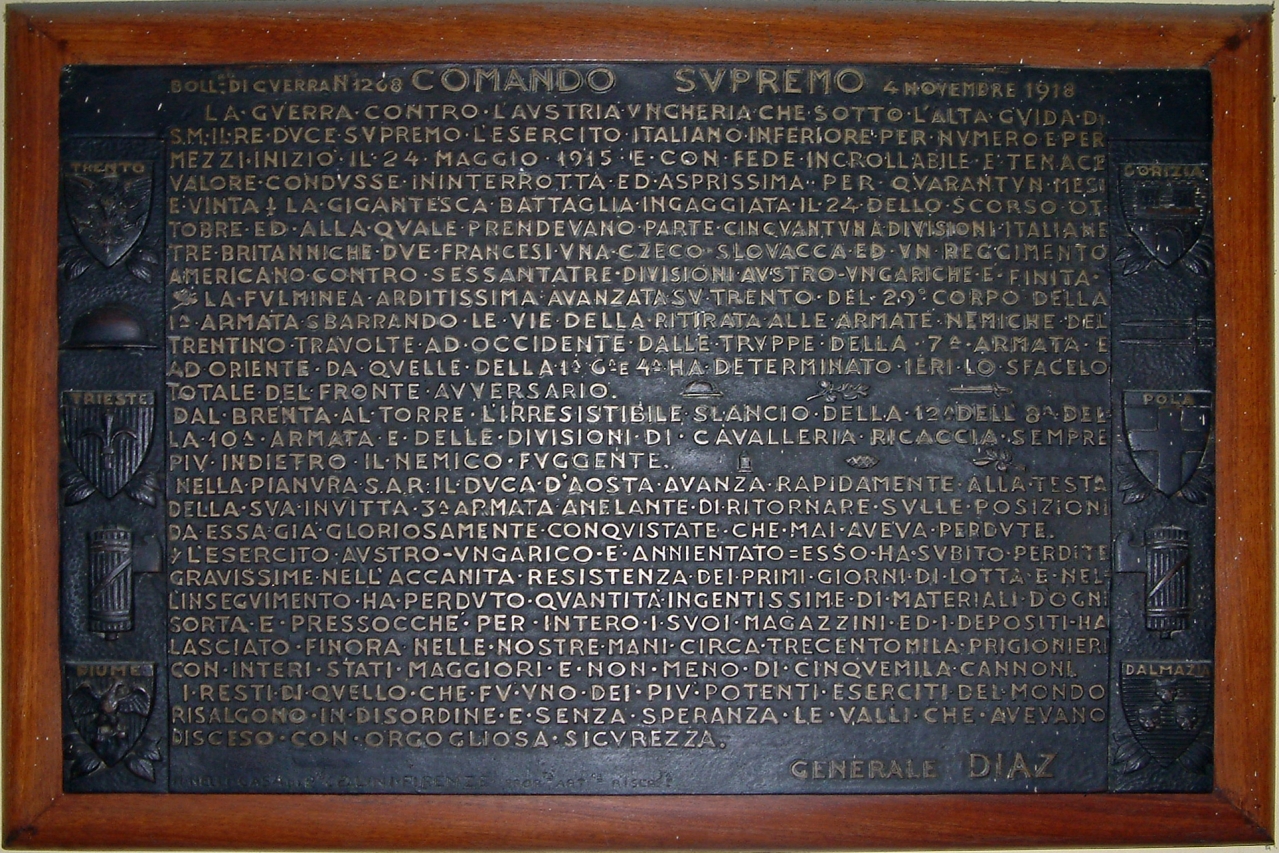 BOLL. DI GVERRA N 1268 COMANDO SVPREMO 4 NOVEMBRE 1918
LA·GVERRA·CONTRO·L'AVSTRIA·VNGHERIA·CHE·SOTTO·L'ALTA·GVIDA·DI
S.M.IL·RE·DVCE·SVPREMO·L'ESERCITO·ITALIANO·INFERIORE·PER·NVMERO·E·PER
MEZZI·INIZIO'·IL·24·MAGGIO·1915·E·CON·FEDE·INCROLLABILE·E·TENACE
VALORE·CONDVSSE·ININTERROTTA·ED·ASPRISSIMA·PER·QVARANTVN·MESI
E'·VINTA! LA·GIGANTESCA·BATTAGLIA·INGAGGIATA·IL·24·DELLO·SCORSO·OT
TOBRE·ED·ALLA·QVALE·PRENDEVANO·PARTE·CINQVANTVNA·DIVISIONI·ITALIANE
TRE·BRITANNICHE·DVE·FRANCESI·VNA·CZECO·SLOVACCA·ED·VN·REGGIMENTO
AMERICANO·CONTRO·SESSANTATRE·DIVISIONI·AVSTRO·VNGARICHE·E'·FINITA·
LA·FVLMINEA·ARDITISSIMA·AVANZATA·SV·TRENTO·DEL·29°·CORPO·DELLA
1ª·ARMATA·SBARRANDO·LE·VIE·DELLA·RITIRATA·ALLE·ARMATE·NEMICHE·DEL
TRENTINO·TRAVOLTE·AD·OCCIDENTE·DALLE·TRVPPE·DELLA·7ª·ARMATA·E
AD·ORIENTE·DA·QVELLE·DELLA·1ª·6ª·E·4ª·HA·DETERMINATO·IERI·LO·SFACELO
TOTALE·DEL·FRONTE·AVVERSARIO.
DAL·BRENTA·AL·TORRE·L'IRRESISTIBILE·SLANCIO·DELLA·12ª·DELL'8ª·DEL-
LA·10ª·ARMATA·E·DELLE·DIVISIONI·DI·CAVALLERIA·RICACCIA·SEMPRE
PIV'·INDIETRO·IL·NEMICO·FVGGENTE.
NELLA·PIANVRA·S.A.R.·IL·DVCA·D'AOSTA·AVANZA·RAPIDAMENTE·ALLA·TESTA
DELLA·SVA·INVITTA·3ª·ARMATA·ANELANTE·DI·RITORNARE·SVLLE·POSIZIONI
DA·ESSA·GIA'·GLORIOSAMENTE·CONQVISTATE·CHE·MAI·AVEVA·PERDVTE.
L'ESERCITO·AVSTRO-VNGARICO·E'·ANNIENTATO=ESSO·HA·SVBITO·PERDITE
GRAVISSIME·NELL'ACCANITA·RESISTENZA·DEI·PRIMI·GIORNI·DI·LOTTA·E·NEL-
L'INSEGVIMENTO·HA·PERDVTO·QVANTITA'·INGENTISSIME·DI·MATERIALI·D'OGNI
SORTA·E·PRESSOCCHE'·PER·INTERO·I·SVOI·MAGAZZINI·ED·I·DEPOSITI·HA
LASCIATO·FINORA·NELLE·NOSTRE·MANI·CIRCA·TRECENTO·MILA·PRIGIONIERI
CON·INTERI·STATI·MAGGIORI·E·NON·MENO·DI·CINQVEMILA·CANNONI.
I·RESTI·DI·QVELLO·CHE·FV·VNO·DEI·PIV'·POTENTI·ESERCITI·DEL·MONDO
RISALGONO·IN·DISORDINE·E·SENZA·SPERANZA·LE·VALLI·CHE·AVEVANO
DISCESO·CON·ORGOGLIOSA·SICVREZZA.
GENERALE DIAZ
TRENTO
TRIESTE
FIUME
GORIZIA
POLA
DALMAZIA